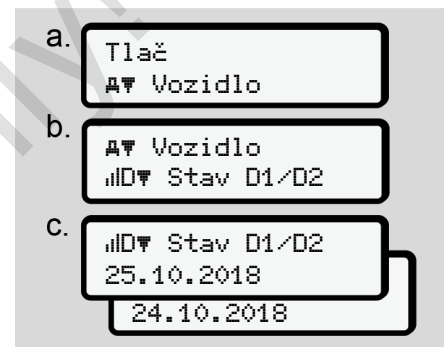 a.
Tlač
Vozidlo
b.
Vozidlo
D Stav D1/D2
c.
D Stav D1/D2
25.10.2018
24.10.2018